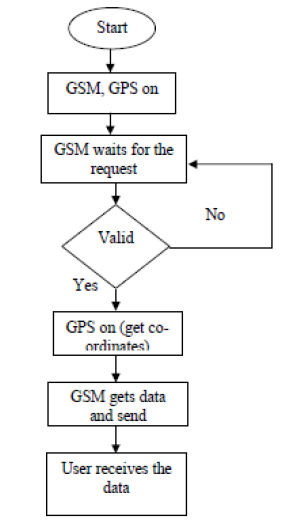 Start
GSM, GPS on
GSM waits for the
request
Valid
No
Yes
GPS on (get co-
ordinates)
GSM gets data
and send
User receives the
data